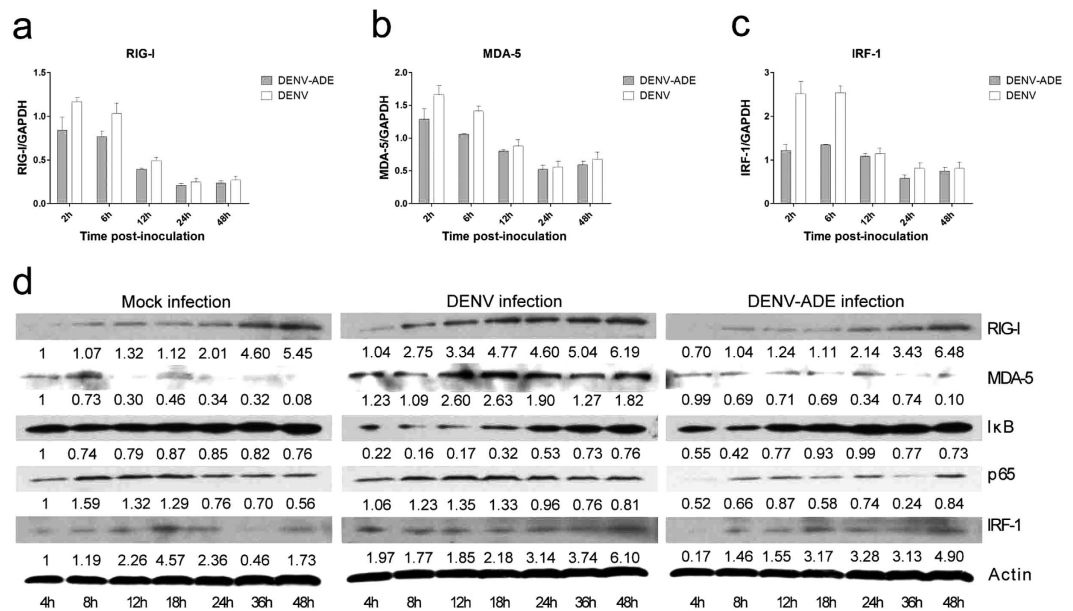 a
RIG-I
RIG-I/GAPDH
1.5
1.0
0.5
0.0
2h 6h 12h 24h 48h
Time post-inoculation
DENV-ADE
DENV
b
MDA-5
MDA-5/GAPDH
2.0
1.5
1.0
0.5
0.0
2h 6h 12h 24h 48h
Time post-inoculation
DENV-ADE
DENV
c
IRF-1
IRF-1/GAPDH
3
2
1
0
2h 6h 12h 24h 48h
Time post-inoculation
DENV-ADE
DENV
d
Mock infection DENV infection DENV-ADE infection
RIG-I
1 1.07 1.32 1.12 2.01 4.60 5.45 1.04 2.75 3.34 4.77 4.60 5.04 6.19 0.70 1.04 1.24 1.11 2.14 3.43 6.48
MDA-5
1 0.73 0.30 0.46 0.34 0.32 0.08 1.23 1.09 2.60 2.63 1.90 1.27 1.82 0.99 0.69 0.71 0.69 0.34 0.74 0.10
IκB
1 0.74 0.79 0.87 0.85 0.82 0.76 0.22 0.16 0.17 0.32 0.53 0.73 0.76 0.55 0.42 0.77 0.93 0.99 0.77 0.73
p65
1 1.59 1.32 1.29 0.76 0.70 0.56 1.06 1.23 1.35 1.33 0.96 0.76 0.81 0.52 0.66 0.87 0.58 0.74 0.24 0.84
IRF-1
1 1.19 2.26 4.57 2.36 0.46 1.73 1.97 1.77 1.85 2.18 3.14 3.74 6.10 0.17 1.46 1.55 3.17 3.28 3.13 4.90
Actin
4h 8h 12h 18h 24h 36h 48h 4h 8h 12h 18h 24h 36h 48h 4h 8h 12h 18h 24h 36h 48h